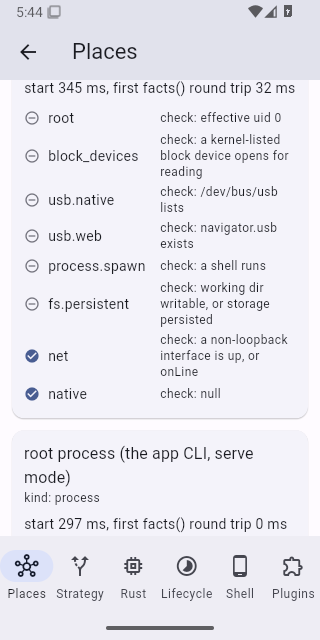 5:44
Places
start 345 ms, first facts() round trip 32 ms
root
check: effective uid 0
block_devices
check: a kernel-listed
block device opens for
reading
usb.native
check: /dev/bus/usb
lists
usb.web
check: navigator.usb
exists
process.spawn
check: a shell runs
fs.persistent
check: working dir
writable, or storage
persisted
net
check: a non-loopback
interface is up, or
onLine
native
check: null
root process (the app CLI, serve
mode)
kind: process
start 297 ms, first facts() round trip 0 ms
Places
Strategy
Rust
Lifecycle
Shell
Plugins